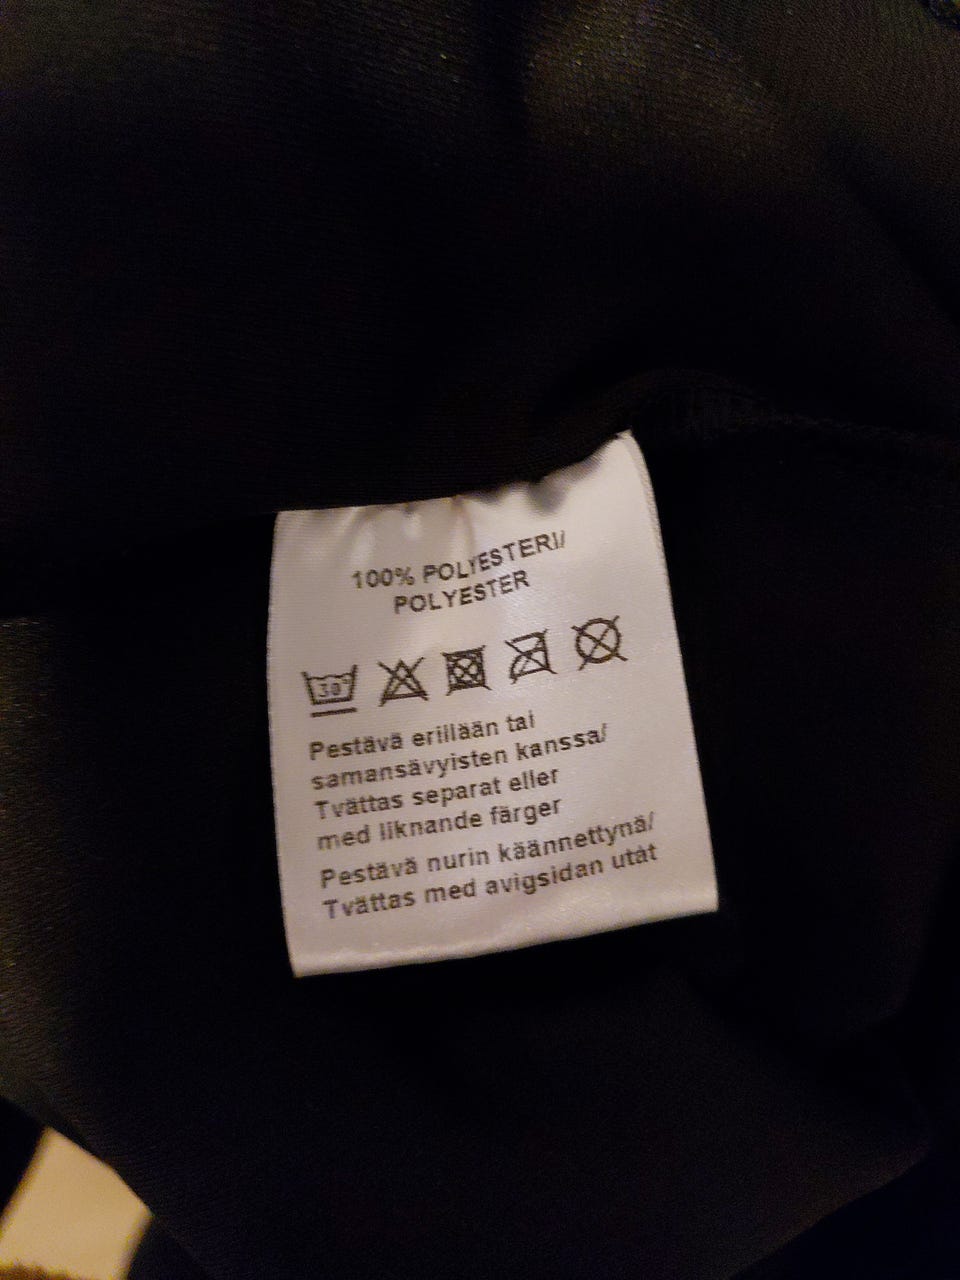 100% POLYESTERI/
POLYESTER
30°
Pestävä erillään tai
samansävyisten kanssa/
Tvättas separat eller
med liknande färger
Pestävä nurin käännettynä/
Tvättas med avigsidan utåt